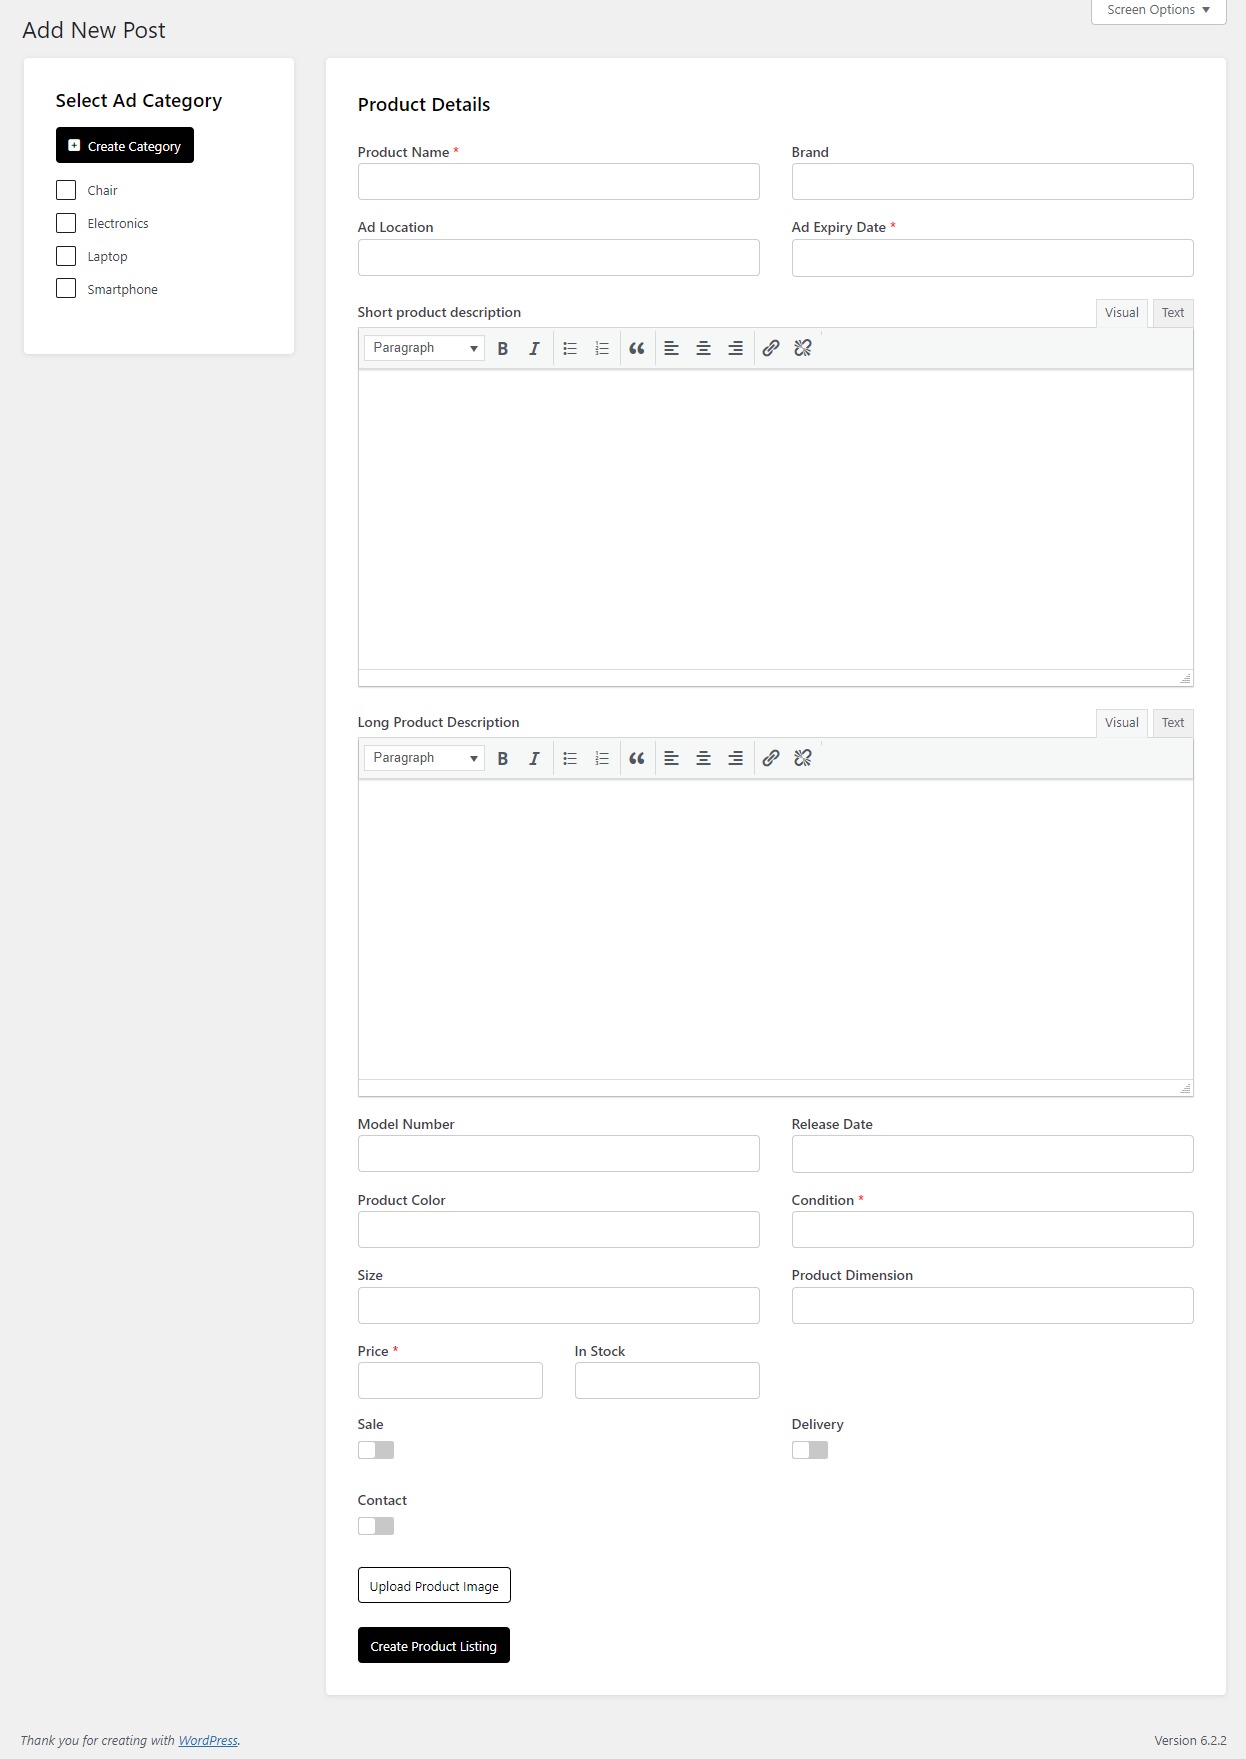 Screen Options
Add New Post
Select Ad Category
Create Category
Chair
Electronics
Laptop
Smartphone
Product Details
Product Name *
Brand
Ad Location
Ad Expiry Date *
Short product description
Visual Text
Paragraph
Long Product Description
Visual Text
Paragraph
Model Number
Release Date
Product Color
Condition *
Size
Product Dimension
Price *
In Stock
Sale
Delivery
Contact
Upload Product Image
Create Product Listing
Thank you for creating with WordPress.
Version 6.2.2